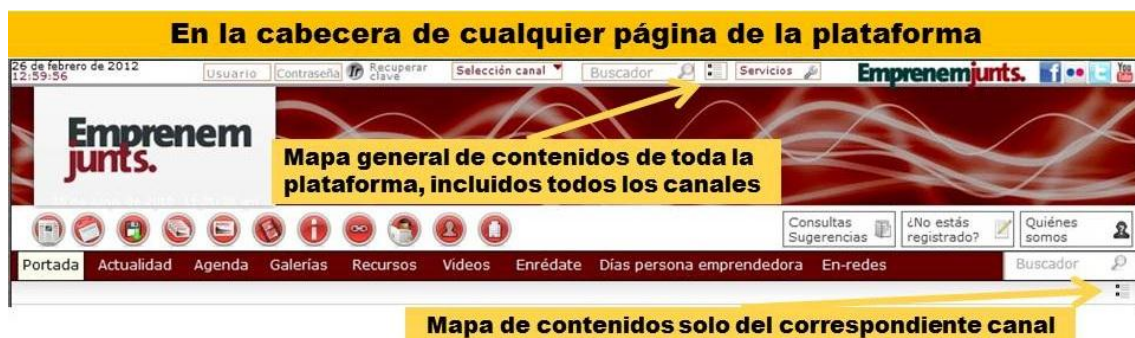 En la cabecera de cualquier página de la plataforma
26 de febrero de 2012
12:59:56
Usuario
Contraseña
Ir
Recuperar
clave
Selección canal
Buscador
Servicios
Emprenemjunts.
You
Emprenem
junts.
Mapa general de contenidos de toda la
plataforma, incluidos todos los canales
Consultas
Sugerencias
¿No estás
registrado?
Quiénes
somos
Portada Actualidad Agenda Galerías Recursos Videos Enrédate Días persona emprendedora En-redes Buscador
Mapa de contenidos solo del correspondiente canal